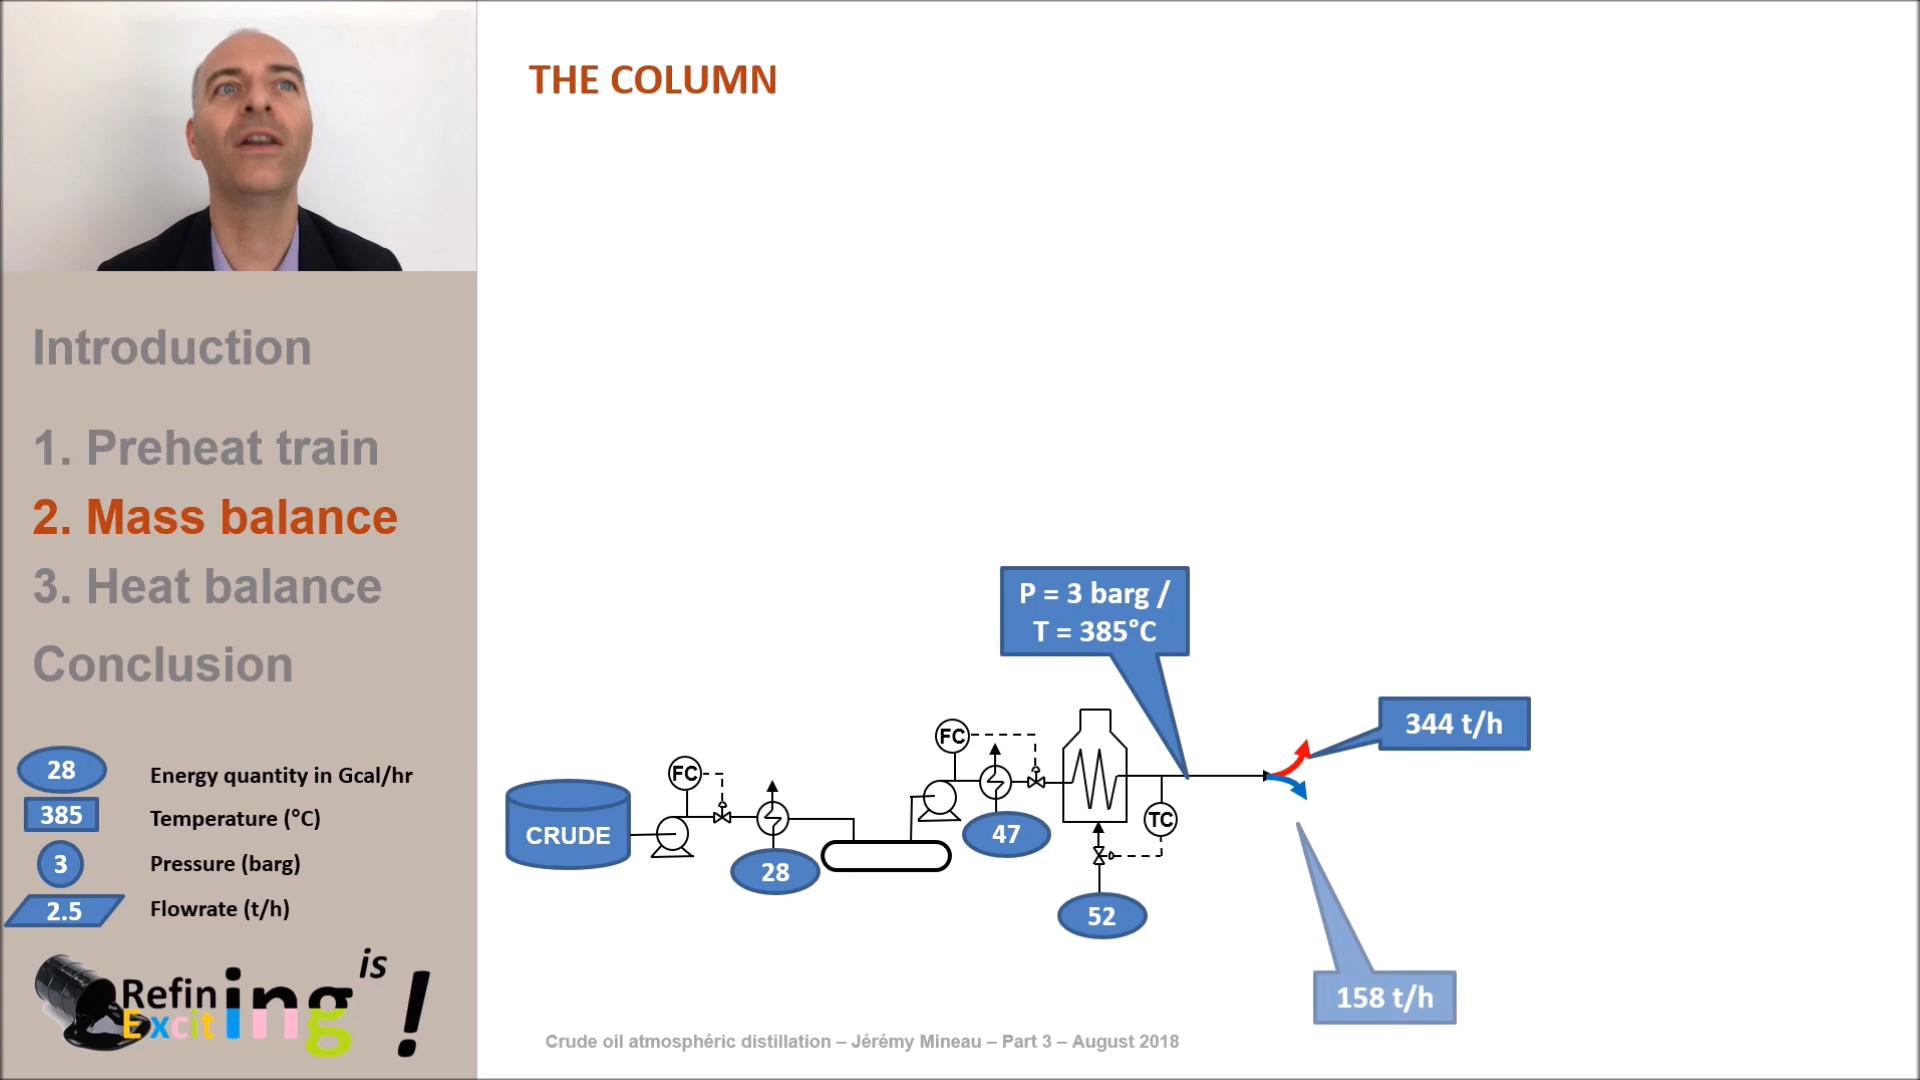 THE COLUMN
Introduction
1. Preheat train
2. Mass balance
3. Heat balance
Conclusion
28 Energy quantity in Gcal/hr
385 Temperature (°C)
3 Pressure (barg)
2.5 Flowrate (t/h)
Refining is
Exciting !
P = 3 barg /
T = 385°C
344 t/h
FC
FC
CRUDE
TC
47
28
52
158 t/h
Crude oil atmosphéric distillation – Jérémy Mineau – Part 3 – August 2018